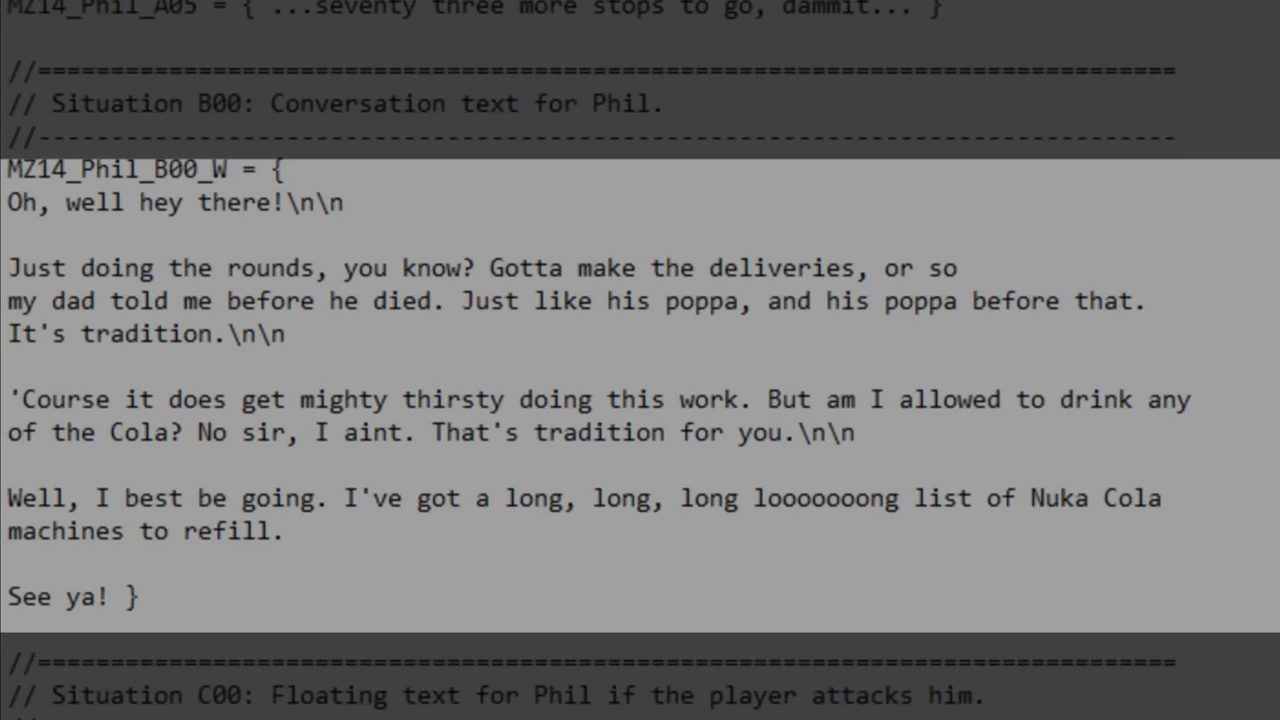 MZ14_Phil_A05 = { ...seventy three more stops to go, dammit... }
//==============================================================================
// Situation B00: Conversation text for Phil.
//------------------------------------------------------------------------------
MZ14_Phil_B00_W = {
Oh, well hey there!\n\n
Just doing the rounds, you know? Gotta make the deliveries, or so
my dad told me before he died. Just like his poppa, and his poppa before that.
It's tradition.\n\n
'Course it does get mighty thirsty doing this work. But am I allowed to drink any
of the Cola? No sir, I aint. That's tradition for you.\n\n
Well, I best be going. I've got a long, long, long looooooong list of Nuka Cola
machines to refill.
See ya! }
//==============================================================================
// Situation C00: Floating text for Phil if the player attacks him.